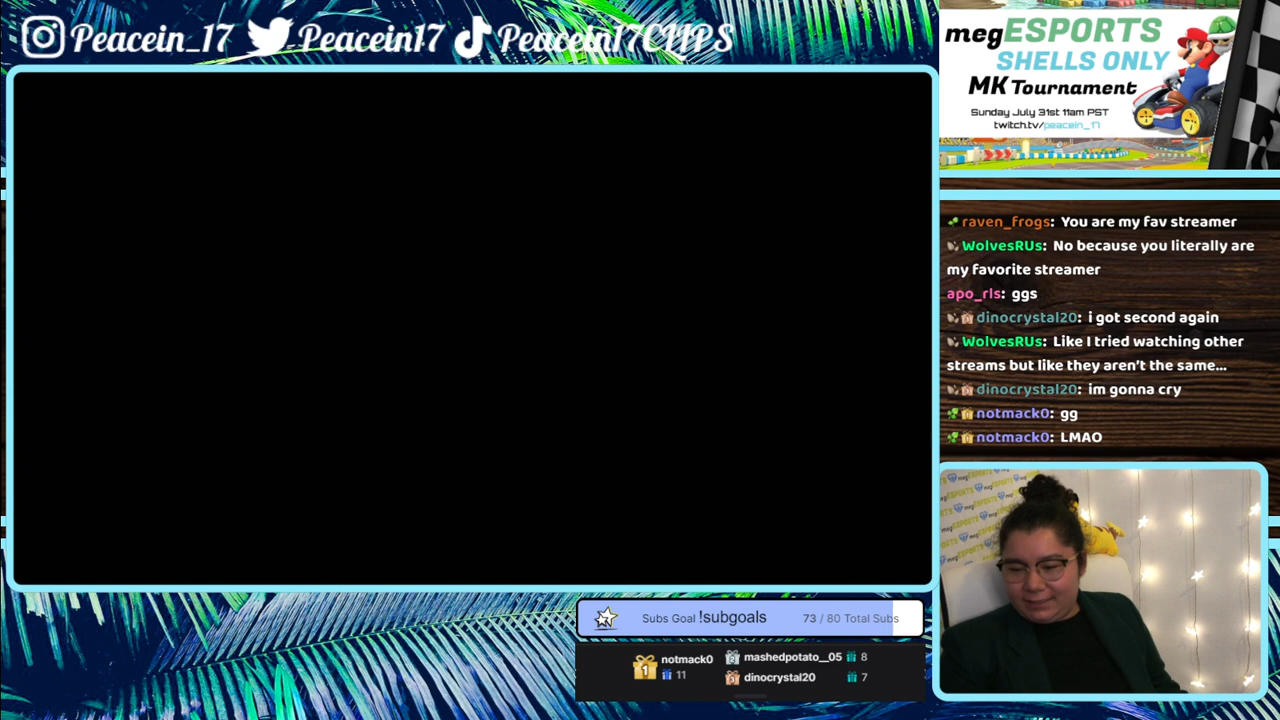 Peacein_17 Peacein17 Peacein17CLIPS
megESPORTS
SHELLS ONLY
MK Tournament
Sunday July 31st 11am PST
twitch.tv/peacein_17
raven_frogs: You are my fav streamer
WolvesRUs: No because you literally are
my favorite streamer
apo_rls: ggs
dinocrystal20: i got second again
WolvesRUs: Like I tried watching other
streams but like they aren't the same...
dinocrystal20: im gonna cry
notmack0: gg
notmack0: LMAO
megESPORTS
Subs Goal !subgoals 73 / 80 Total Subs
1 notmack0 11
mashedpotato__05 8
dinocrystal20 7